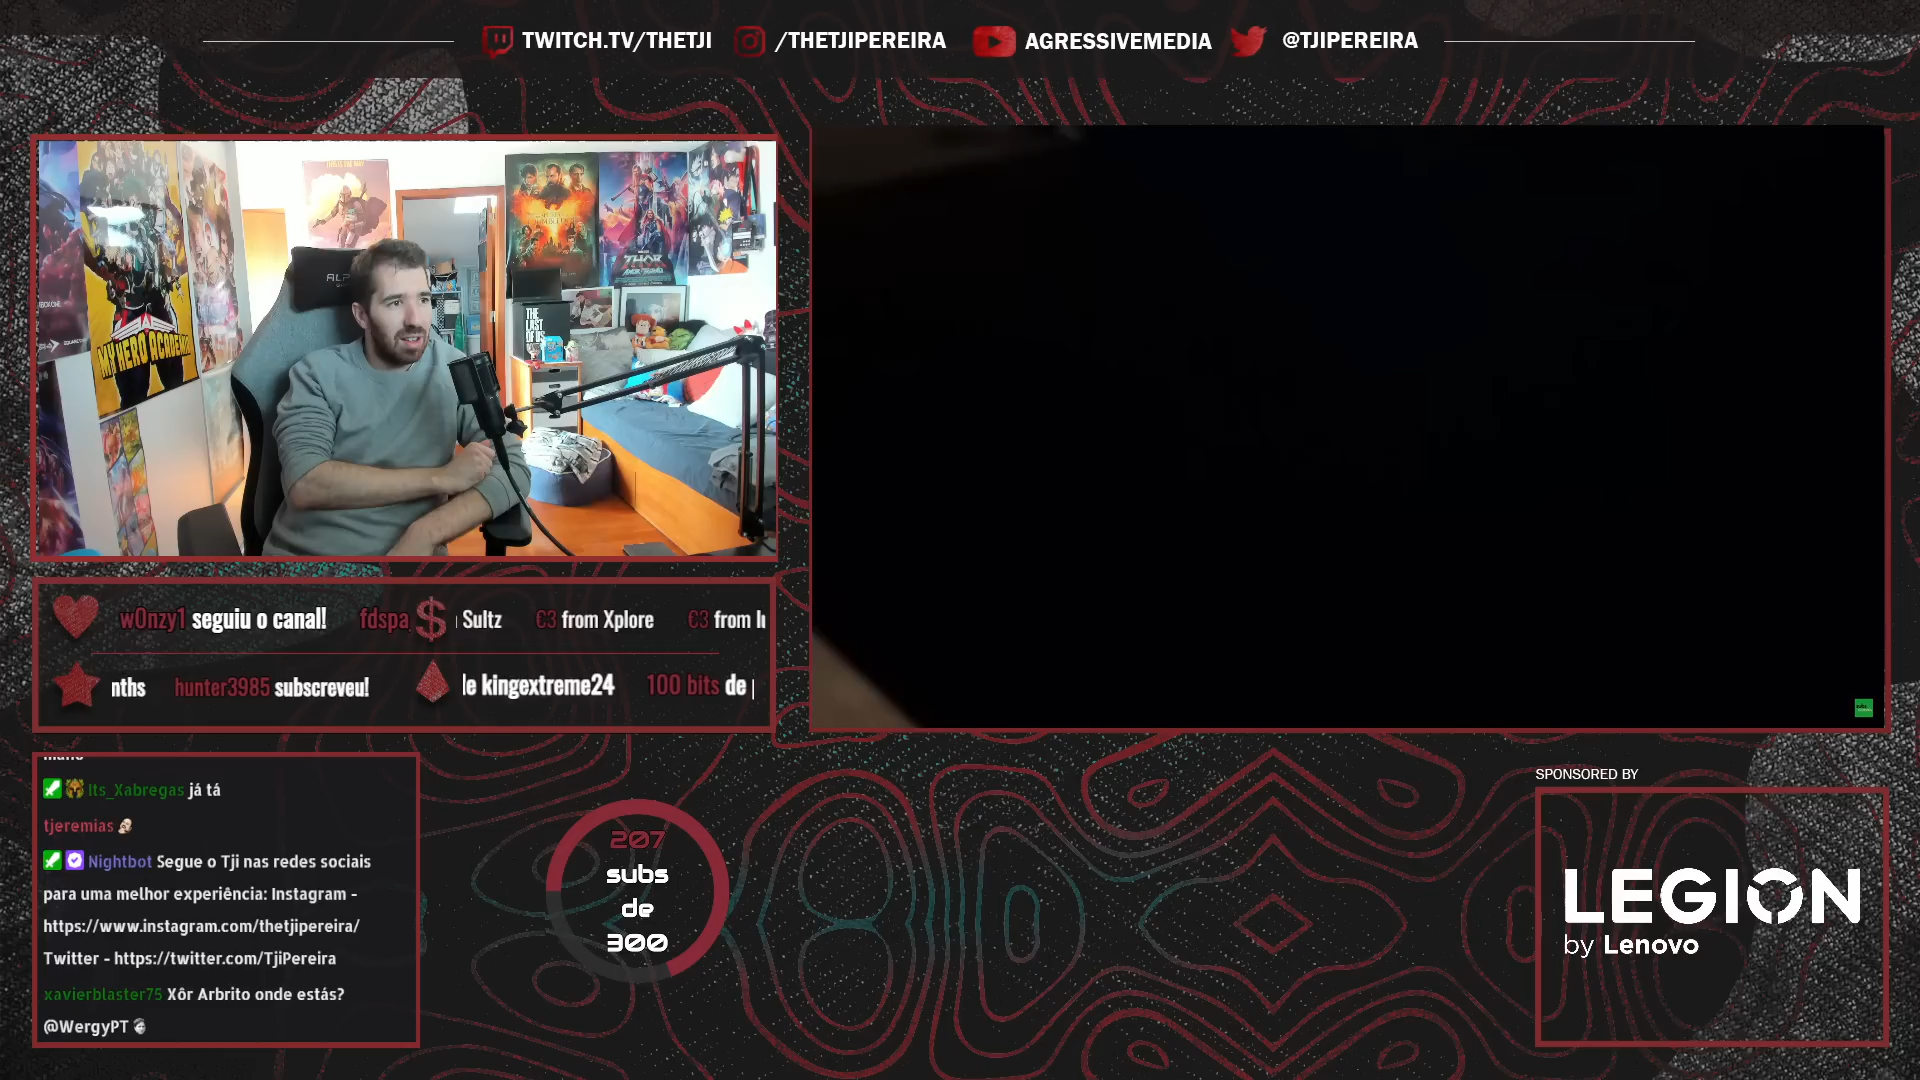 TWITCH.TV/THETJI /THETJIPEREIRA AGRESSIVEMEDIA @TJIPEREIRA
THOR
MY HERO ACADEMIA
THE
LAST
OF US
w0nzy1 seguiu o canal! fdspa Sultz €3 from Xplore €3 from
nths hunter3985 subscreveu! le kingextreme24 100 bits de
Its_Xabregas já tá
tjeremias
Nightbot Segue o Tji nas redes sociais
para uma melhor experiência: Instagram -
https://www.instagram.com/thetjipereira/
Twitter - https://twitter.com/TjiPereira
xavierblaster75 Xôr Arbrito onde estás?
@WergyPT
207
subs
de
300
SPONSORED BY
LEGION
by Lenovo